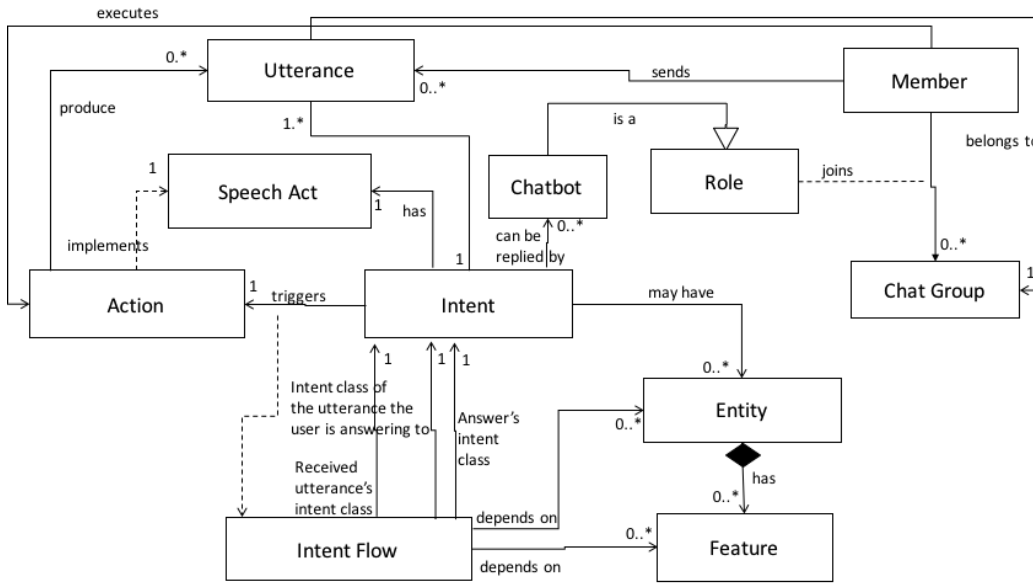 executes
Utterance
0.*
0..*
sends
Member
produce
1.*
is a
belongs to
1
Speech Act
1
has
Chatbot
Role
joins
implements
can be
replied by
0..*
0..*
1
1
Action
1
triggers
Intent
may have
Chat Group
1
1
1
0..*
Intent class of
the utterance the
user is answering to
Answer's
intent
class
Entity
0..*
Received
utterance's
intent class
has
0..*
depends on
0..*
Intent Flow
depends on
Feature